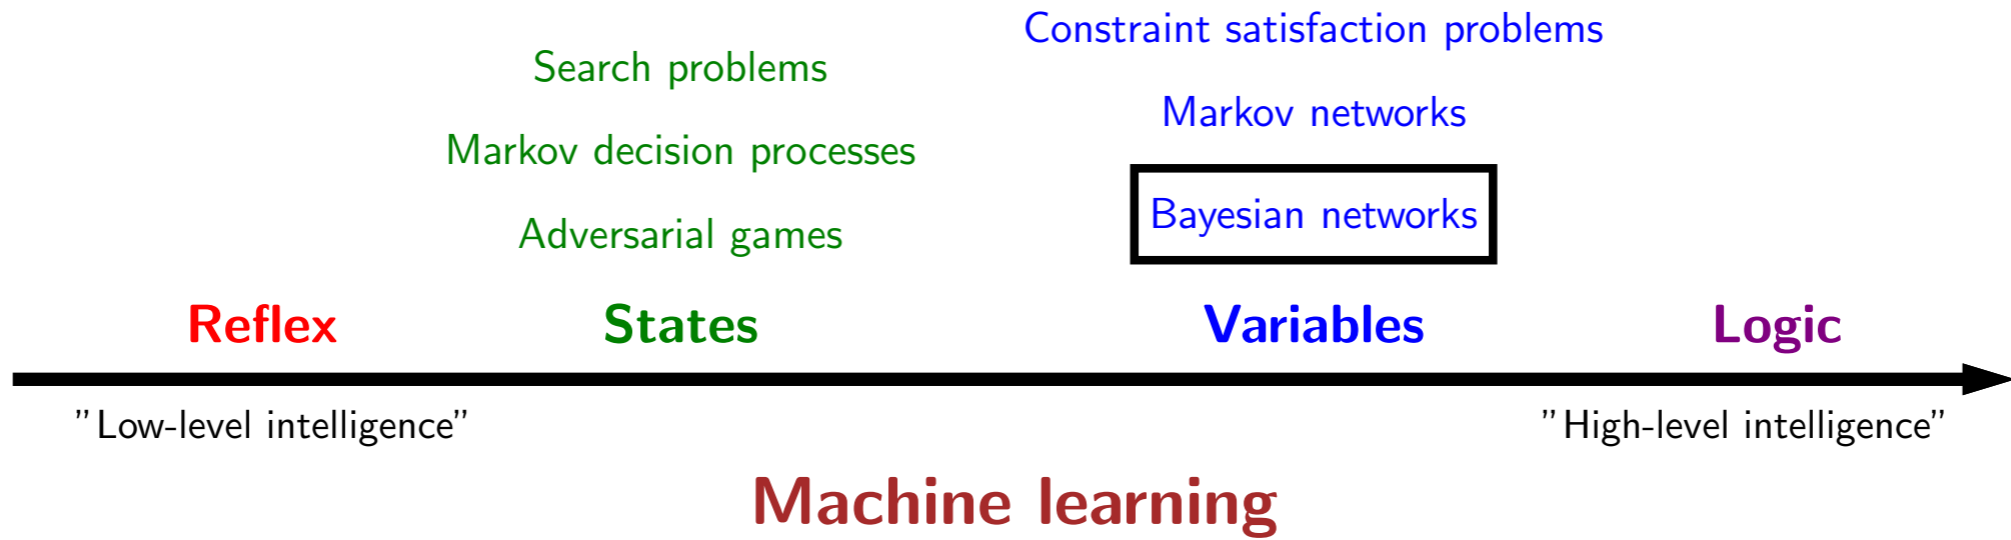 Constraint satisfaction problems
Search problems
Markov networks
Markov decision processes
Bayesian networks
Adversarial games
Reflex States Variables Logic
"Low-level intelligence" "High-level intelligence"
Machine learning